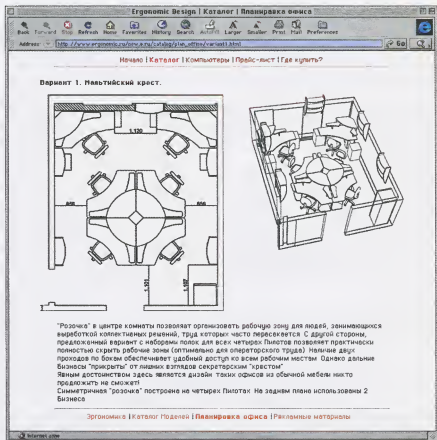 Ergonomic Design | Каталог | Планировка офиса
Back Forward Stop Refresh Home Favorites History Search AutoFill Larger Smaller Print Mail Preferences
Address: Go
Начало | Каталог | Компьютеры | Прайс-лист | Где купить?
Вариант 1. Мальтийский крест.
1,120
858
858
"Розочка" в центре комнаты позволяет организовать рабочую зону для людей, занимающихся
выработкой коллективных решений, труд которых часто пересекается. С другой стороны,
предложенный вариант с наборами полок для всех четырех Пилотов позволяет практически
полностью скрыть рабочие зоны (оптимально для операторского труда). Наличие двух
проходов по бокам обеспечивает удобный доступ ко всем рабочим местам. Однако дальние
Бизнесы "прикрыты" от лишних взглядов секретарским "крестом"
Явным достоинством здесь является дизайн: таких офисов из обычной мебели никто
предложить не сможет!
Симметричная "розочка" построена на четырех Пилотах. На заднем плане использованы 2
Бизнеса
Эргономика | Каталог Моделей | Планировка офиса | Рекламные материалы
Internet zone